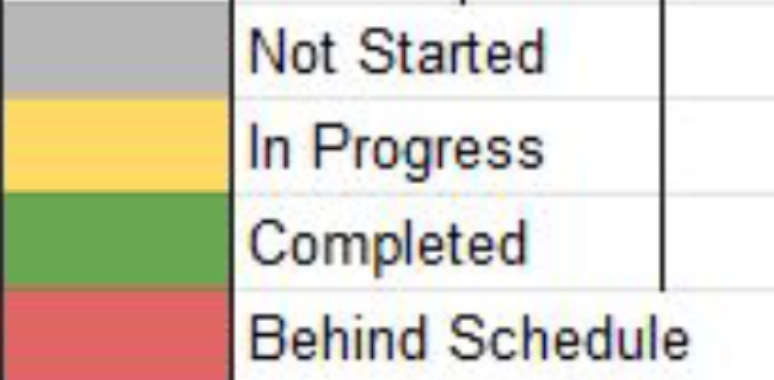 Not Started
In Progress
Completed
Behind Schedule